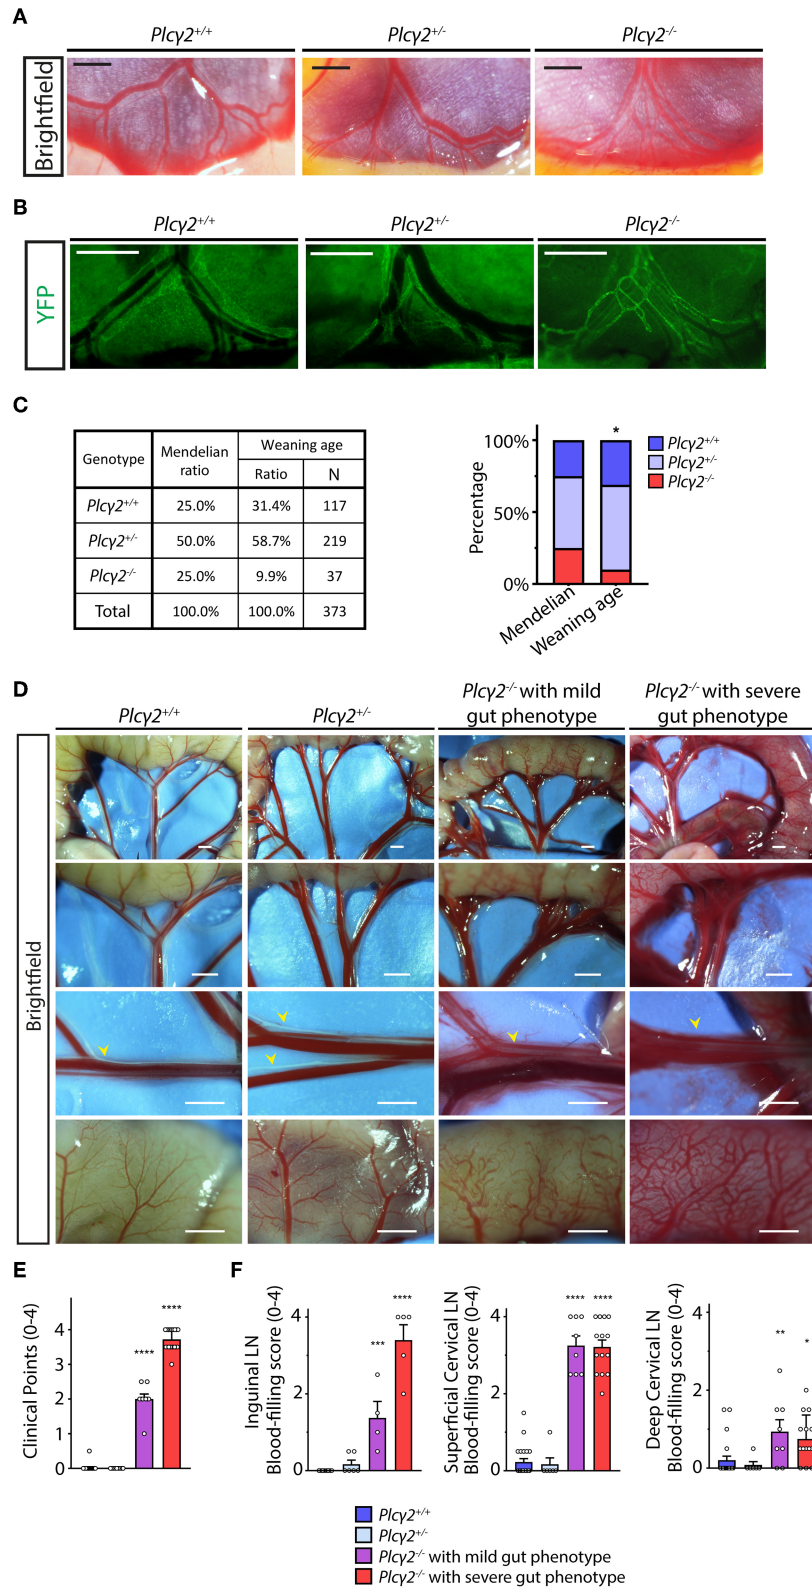 A
Plcγ2+/+
Plcγ2+/-
Plcγ2-/-
Brightfield
B
Plcγ2+/+
Plcγ2+/-
Plcγ2-/-
YFP
C
Genotype
Mendelian
ratio
Weaning age
Ratio
N
Plcγ2+/+
25.0%
31.4%
117
Plcγ2+/-
50.0%
58.7%
219
Plcγ2-/-
25.0%
9.9%
37
Total
100.0%
100.0%
373
Percentage
100%
50%
0%
*
Mendelian
Weaning age
Plcγ2+/+
Plcγ2+/-
Plcγ2-/-
D
Plcγ2+/+
Plcγ2+/-
Plcγ2-/- with mild
gut phenotype
Plcγ2-/- with severe
gut phenotype
Brightfield
E
Clinical Points (0-4)
4
3
2
1
0
****
****
F
Inguinal LN
Blood-filling score (0-4)
4
2
0
***
****
Superficial Cervical LN
Blood-filling score (0-4)
4
2
0
****
****
Deep Cervical LN
Blood-filling score (0-4)
4
2
0
**
*
Plcγ2+/+
Plcγ2+/-
Plcγ2-/- with mild gut phenotype
Plcγ2-/- with severe gut phenotype